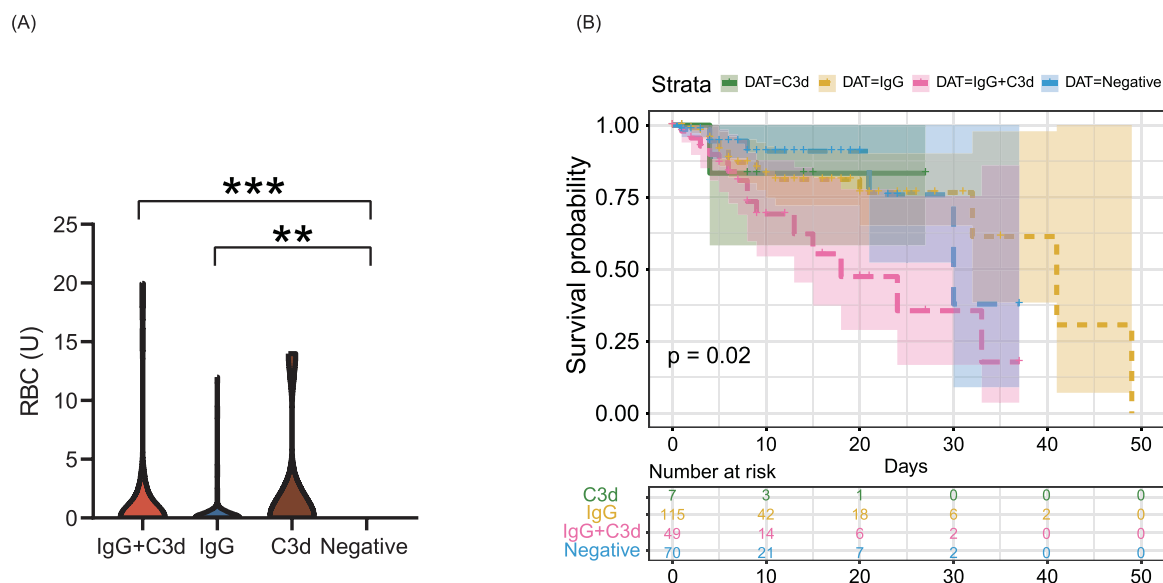 (A)
(B)
Strata DAT=C3d DAT=IgG DAT=IgG+C3d DAT=Negative
***
**
RBC (U)
25
20
15
10
5
0
IgG+C3d IgG C3d Negative
Survival probability
1.00
0.75
0.50
0.25
0.00
p = 0.02
0 10 20 30 40 50
Days
Number at risk
C3d 7 3 1 0 0 0
IgG 115 42 18 6 2 0
IgG+C3d 49 14 6 2 0 0
Negative 70 21 7 2 0 0
0 10 20 30 40 50